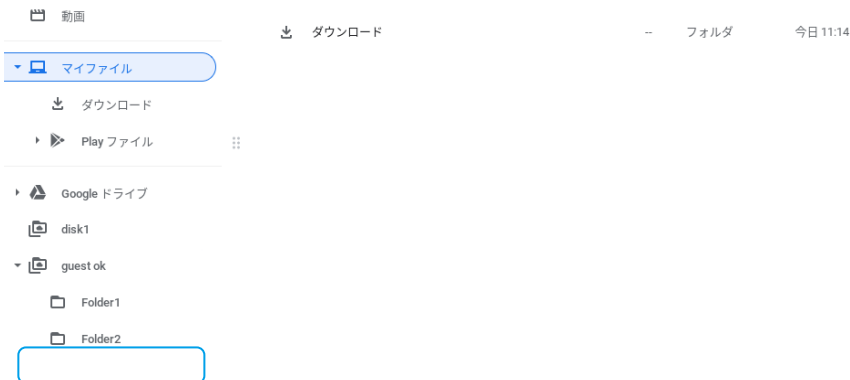 動画
ダウンロード -- フォルダ 今日 11:14
マイファイル
ダウンロード
Play ファイル
Google ドライブ
disk1
guest ok
Folder1
Folder2